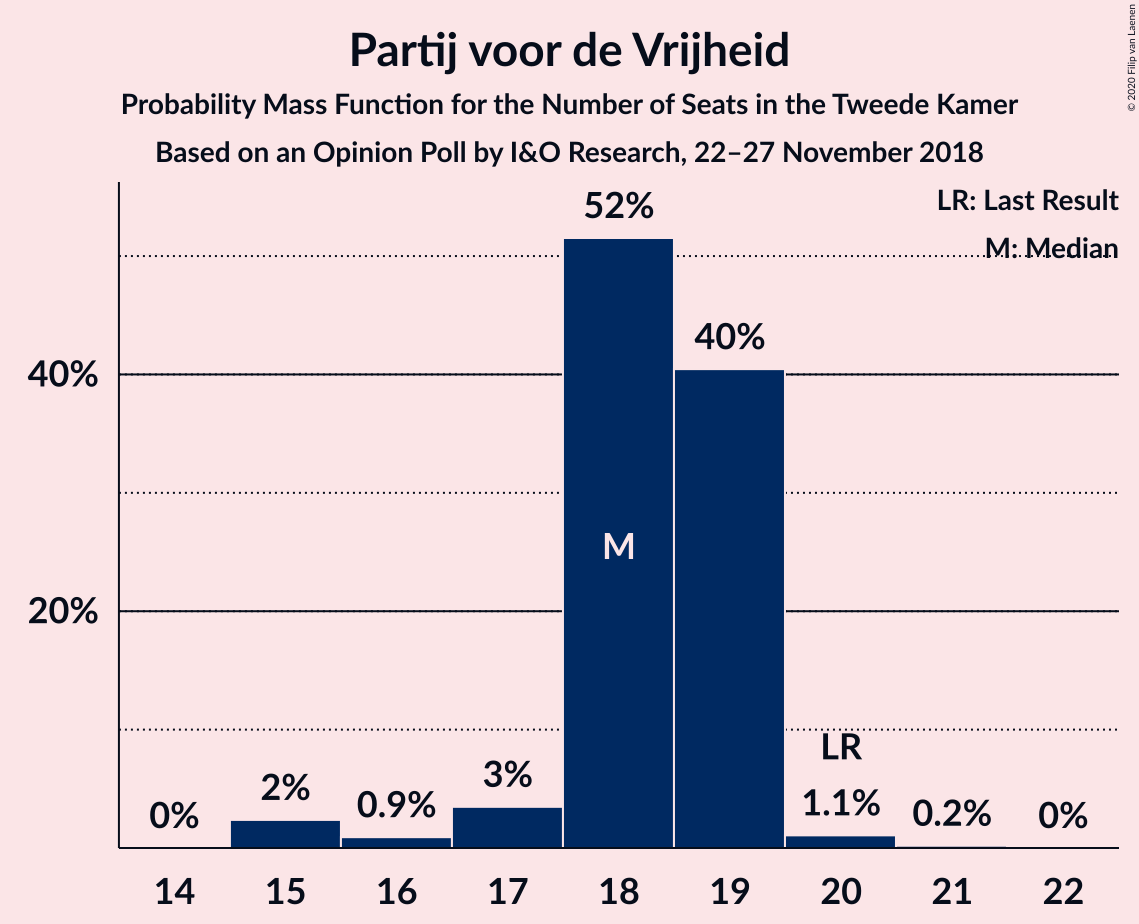 Partij voor de Vrijheid
Probability Mass Function for the Number of Seats in the Tweede Kamer
Based on an Opinion Poll by I&O Research, 22–27 November 2018
© 2020 Filip van Laenen
LR: Last Result
M: Median
52%
40%
40%
M
20%
LR
3%
2%
0.9%
1.1%
0%
0.2%
0%
14 15 16 17 18 19 20 21 22